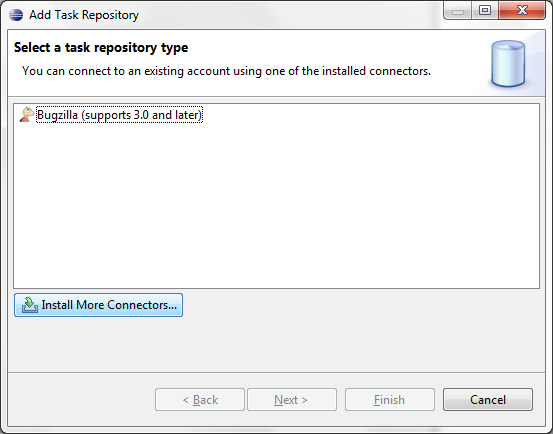 Add Task Repository
Select a task repository type
You can connect to an existing account using one of the installed connectors.
Bugzilla (supports 3.0 and later)
Install More Connectors...
< Back
Next >
Finish
Cancel